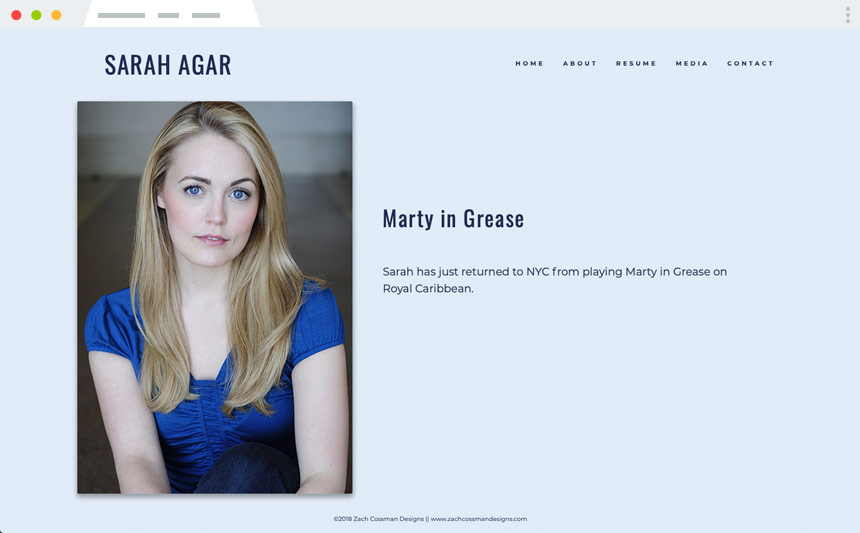 SARAH AGAR
HOME ABOUT RESUME MEDIA CONTACT
Marty in Grease
Sarah has just returned to NYC from playing Marty in Grease on
Royal Caribbean.
©2018 Zach Cossman Designs || www.zachcossmandesigns.com